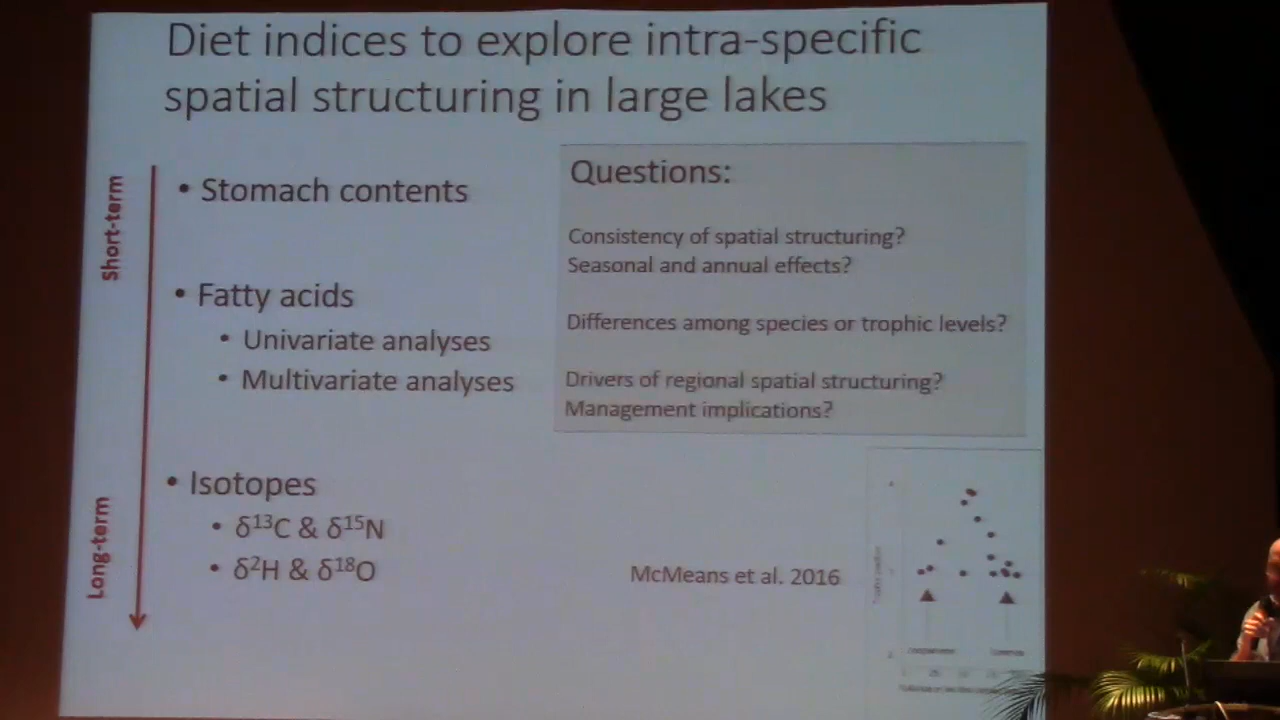 Diet indices to explore intra-specific
spatial structuring in large lakes
Short-term
Long-term
• Stomach contents
• Fatty acids
• Univariate analyses
• Multivariate analyses
• Isotopes
• δ¹³C & δ¹⁵N
• δ²H & δ¹⁸O
Questions:
Consistency of spatial structuring?
Seasonal and annual effects?
Differences among species or trophic levels?
Drivers of regional spatial structuring?
Management implications?
McMeans et al. 2016